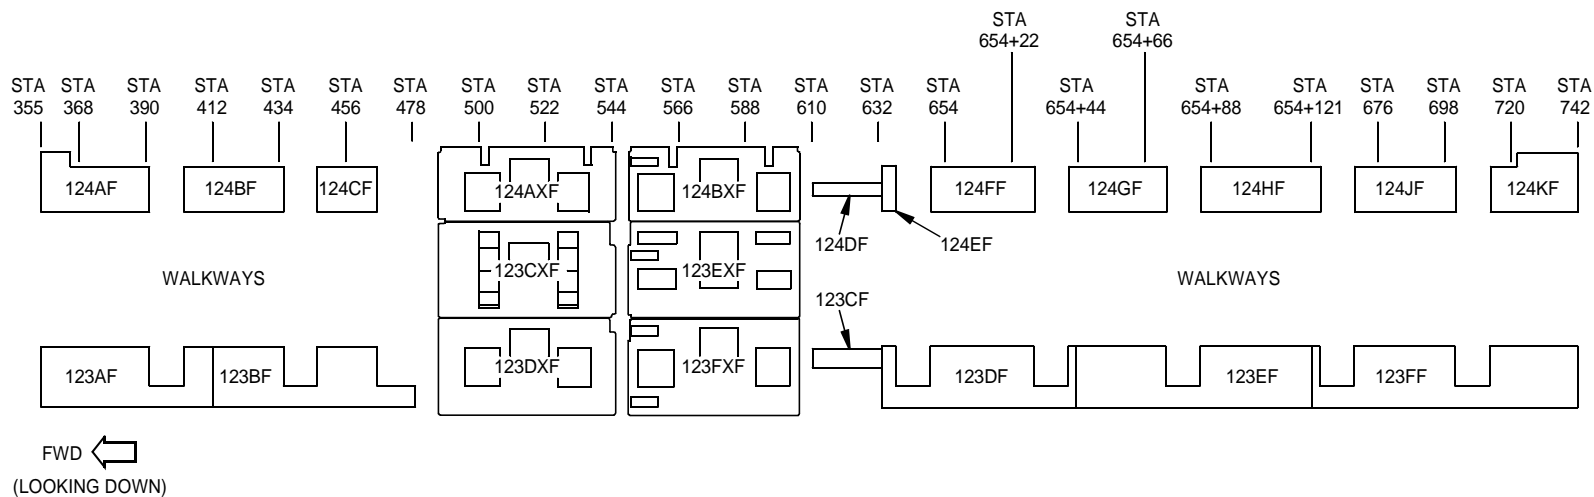 STA
654+22
STA
654+66
STA
355
STA
368
STA
390
STA
412
STA
434
STA
456
STA
478
STA
500
STA
522
STA
544
STA
566
STA
588
STA
610
STA
632
STA
654
STA
654+44
STA
654+88
STA
654+121
STA
676
STA
698
STA
720
STA
742
124AF
124BF
124CF
124AXF
124BXF
124FF
124GF
124HF
124JF
124KF
124DF
124EF
WALKWAYS
123CXF
123EXF
WALKWAYS
123CF
123AF
123BF
123DXF
123FXF
123DF
123EF
123FF
FWD
(LOOKING DOWN)